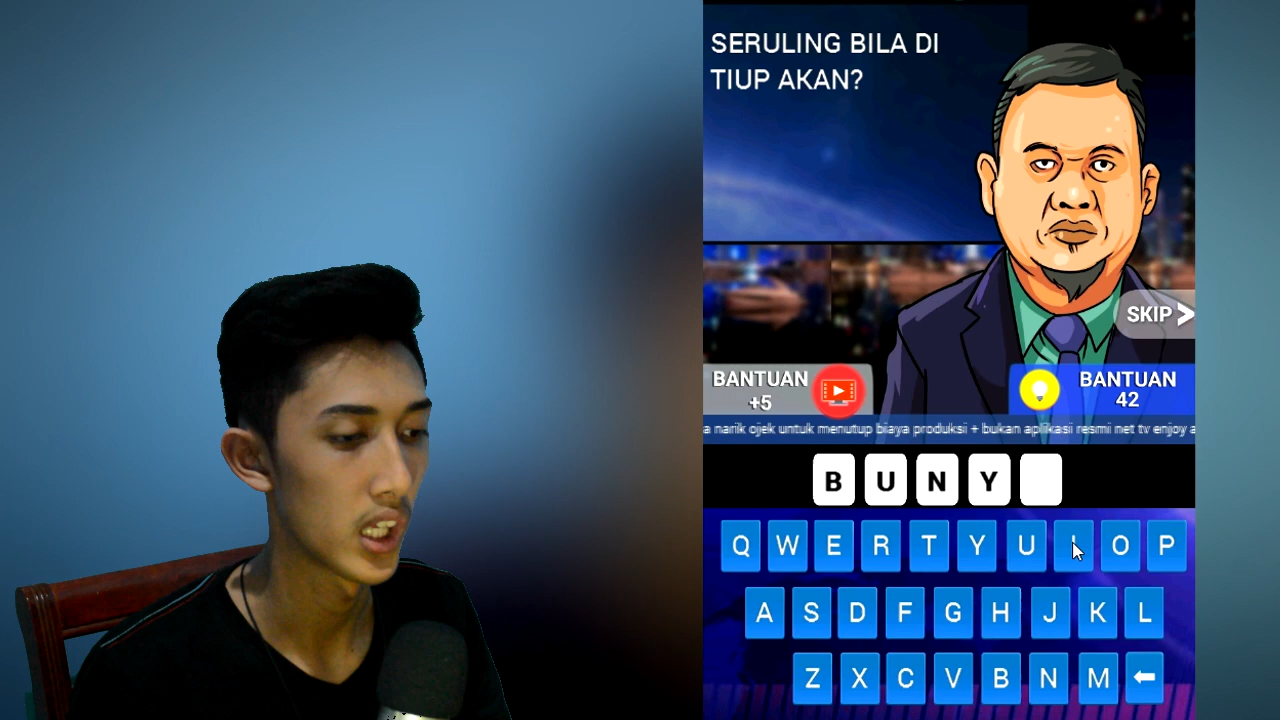 SERULING BILA DI
TIUP AKAN?
SKIP >
BANTUAN
+5
BANTUAN
42
a narik ojek untuk menutup biaya produksi + bukan aplikasi resmi net tv enjoy a
B U N Y
Q W E R T Y U I O P
A S D F G H J K L
Z X C V B N M